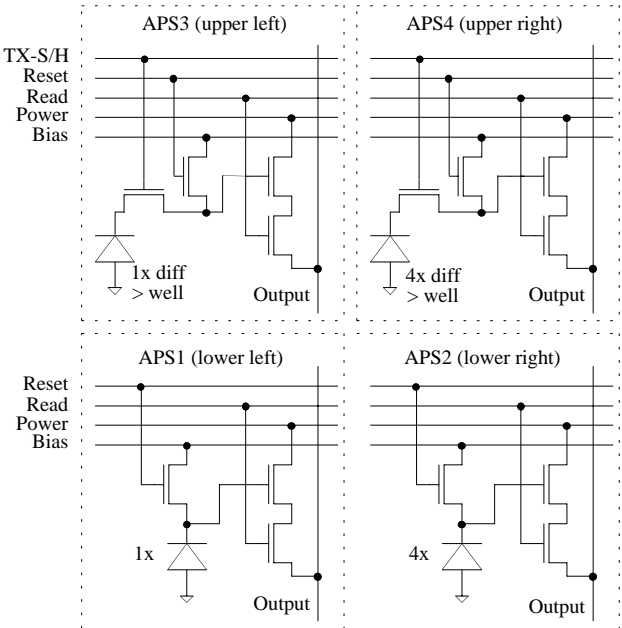 APS3 (upper left)
APS4 (upper right)
TX-S/H
Reset
Read
Power
Bias
1x diff
> well
Output
4x diff
> well
Output
APS1 (lower left)
APS2 (lower right)
Reset
Read
Power
Bias
1x
Output
4x
Output